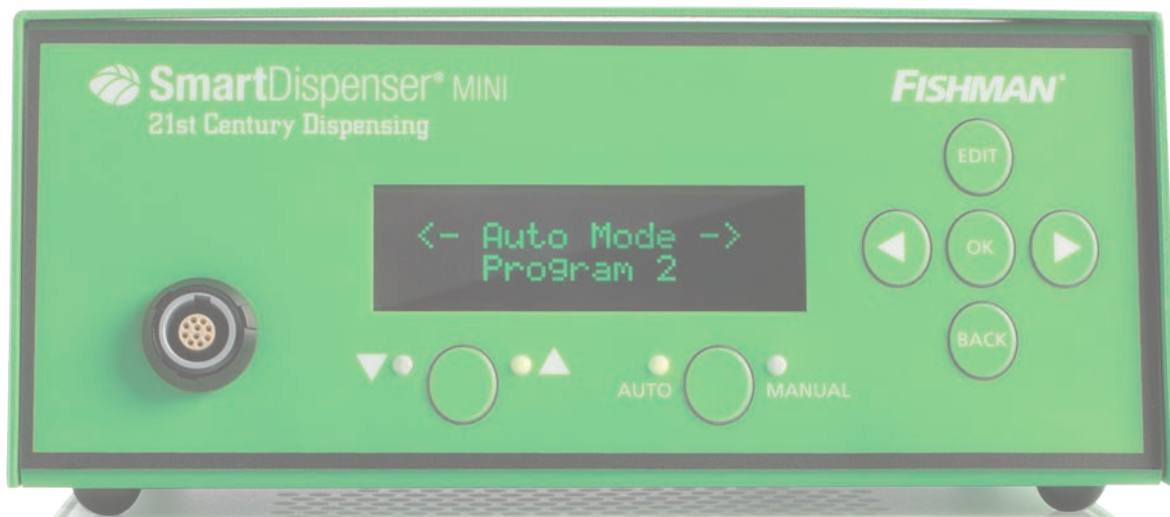 SmartDispenser® MINI
21st Century Dispensing
FISHMAN®
EDIT
<- Auto Mode ->
Program 2
OK
BACK
AUTO
MANUAL